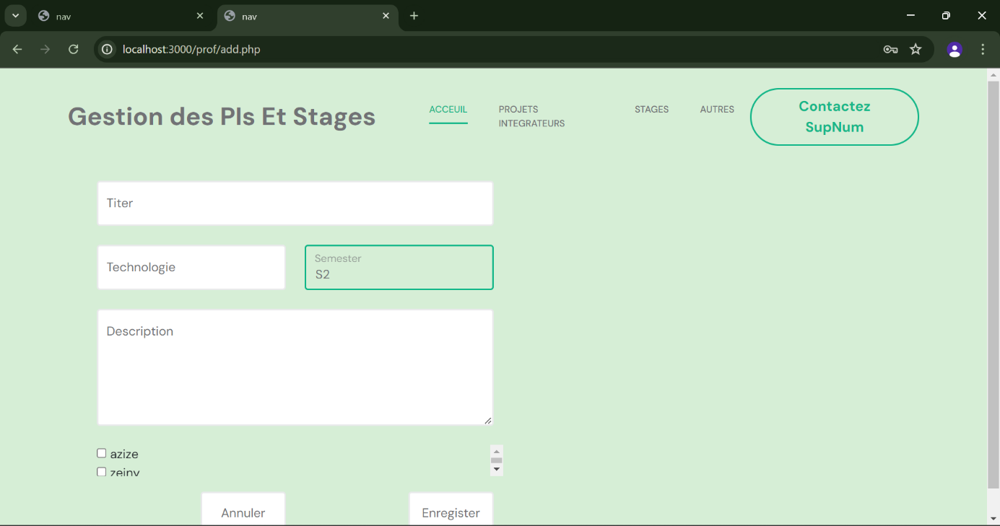 nav
nav
localhost:3000/prof/add.php
Gestion des PIs Et Stages
ACCEUIL
PROJETS
INTEGRATEURS
STAGES
AUTRES
Contactez
SupNum
Titer
Technologie
Semester
S2
Description
azize
zeiny
Annuler
Enregister